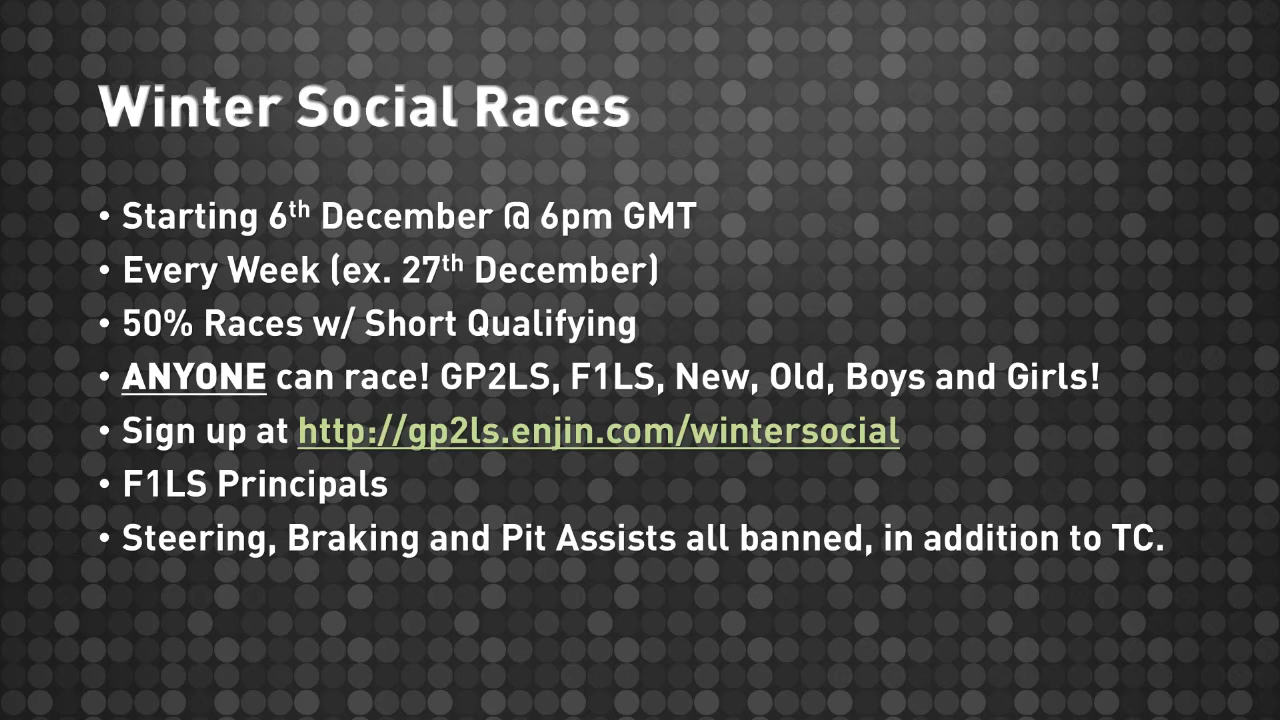 Winter Social Races
• Starting 6th December @ 6pm GMT
• Every Week (ex. 27th December)
• 50% Races w/ Short Qualifying
• ANYONE can race! GP2LS, F1LS, New, Old, Boys and Girls!
• Sign up at http://gp2ls.enjin.com/wintersocial
• F1LS Principals
• Steering, Braking and Pit Assists all banned, in addition to TC.